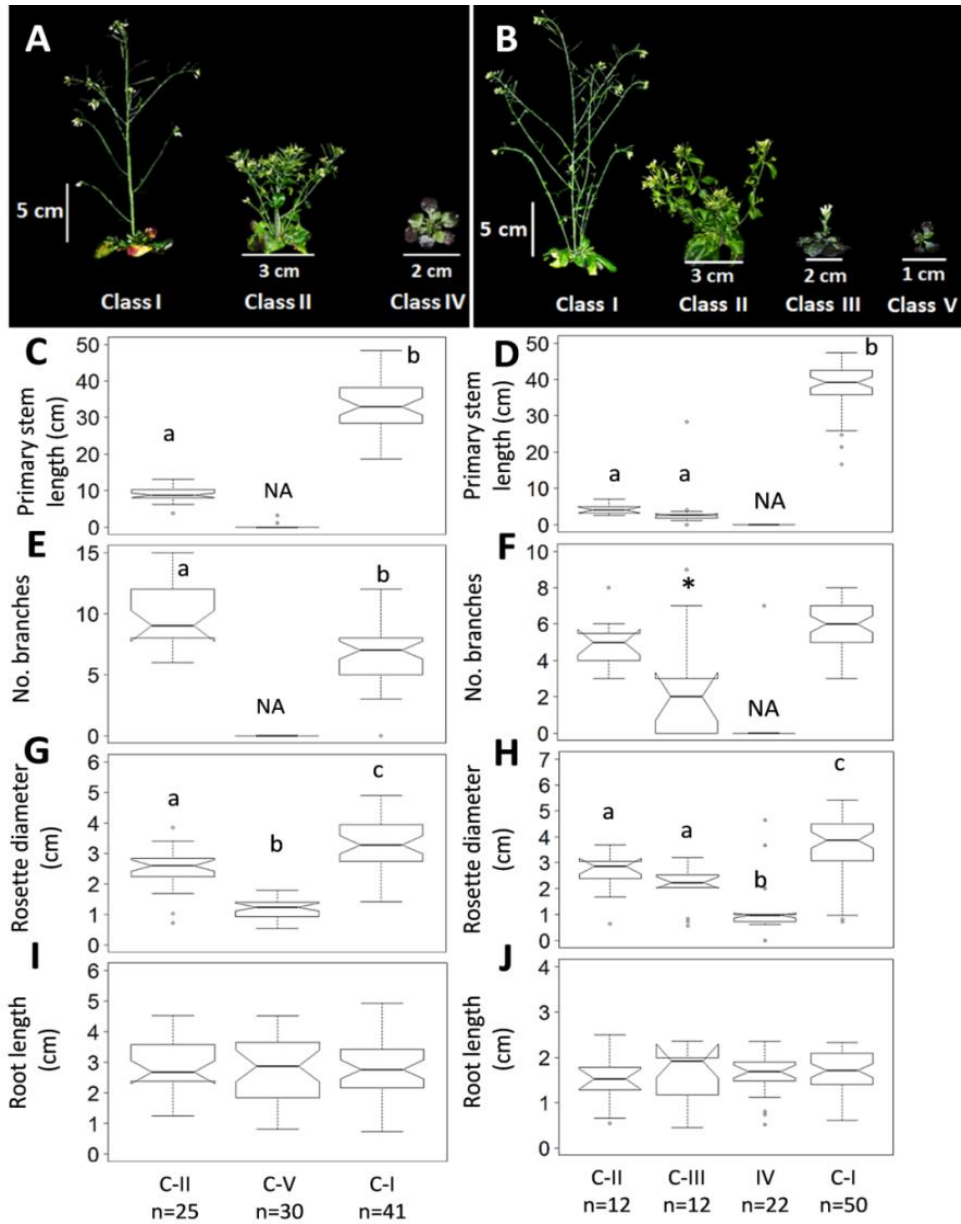 A
5 cm
3 cm
2 cm
Class I
Class II
Class IV
B
5 cm
3 cm
2 cm
1 cm
Class I
Class II
Class III
Class V
C
Primary stem
length (cm)
50
40
30
20
10
0
a
NA
b
D
Primary stem
length (cm)
50
40
30
20
10
0
a
a
NA
b
E
No. branches
15
10
5
0
a
NA
b
F
No. branches
10
8
6
4
2
0
*
NA
G
Rosette diameter
(cm)
6
5
4
3
2
1
0
a
b
c
H
Rosette diameter
(cm)
7
6
5
4
3
2
1
0
a
a
b
c
I
Root length
(cm)
6
5
4
3
2
1
0
J
Root length
(cm)
4
3
2
1
0
C-II
C-V
C-I
n=25
n=30
n=41
C-II
C-III
IV
C-I
n=12
n=12
n=22
n=50